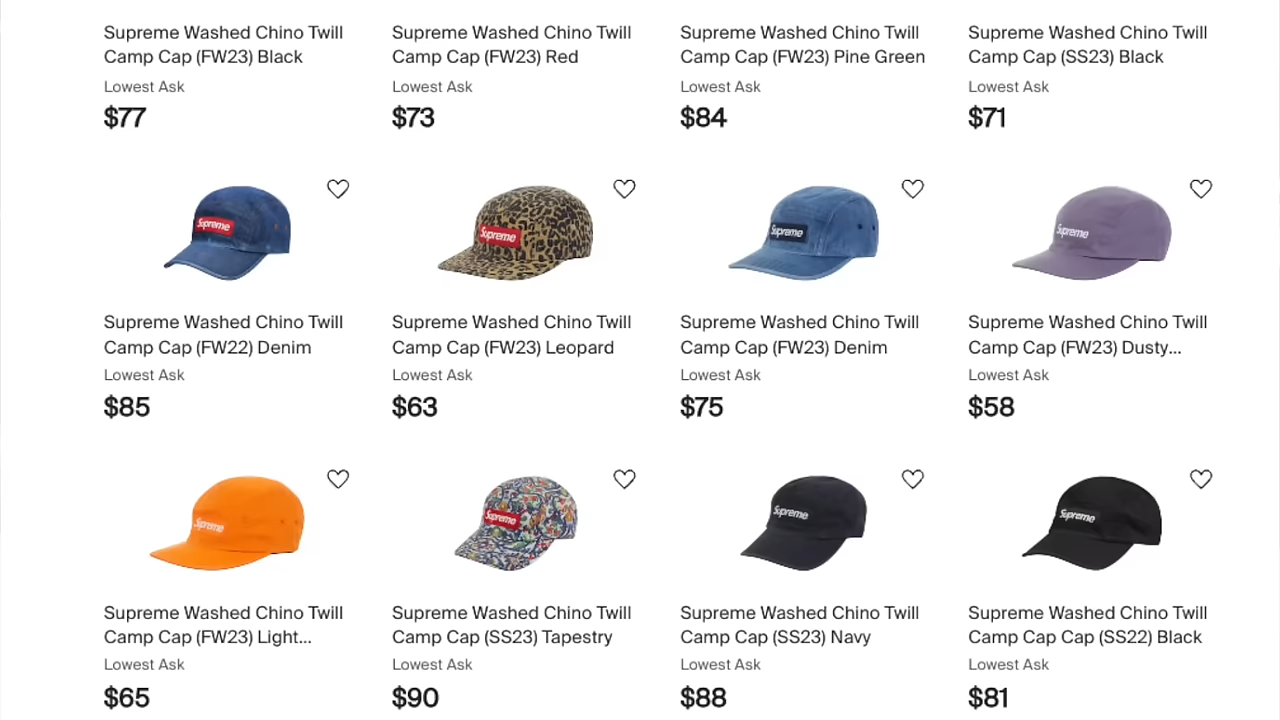 Supreme Washed Chino Twill
Camp Cap (FW23) Black
Lowest Ask
$77
Supreme Washed Chino Twill
Camp Cap (FW23) Red
Lowest Ask
$73
Supreme Washed Chino Twill
Camp Cap (FW23) Pine Green
Lowest Ask
$84
Supreme Washed Chino Twill
Camp Cap (SS23) Black
Lowest Ask
$71
Supreme
Supreme Washed Chino Twill
Camp Cap (FW22) Denim
Lowest Ask
$85
Supreme
Supreme Washed Chino Twill
Camp Cap (FW23) Leopard
Lowest Ask
$63
Supreme
Supreme Washed Chino Twill
Camp Cap (FW23) Denim
Lowest Ask
$75
Supreme
Supreme Washed Chino Twill
Camp Cap (FW23) Dusty...
Lowest Ask
$58
Supreme
Supreme Washed Chino Twill
Camp Cap (FW23) Light...
Lowest Ask
$65
Supreme
Supreme Washed Chino Twill
Camp Cap (SS23) Tapestry
Lowest Ask
$90
Supreme
Supreme Washed Chino Twill
Camp Cap (SS23) Navy
Lowest Ask
$88
Supreme
Supreme Washed Chino Twill
Camp Cap Cap (SS22) Black
Lowest Ask
$81